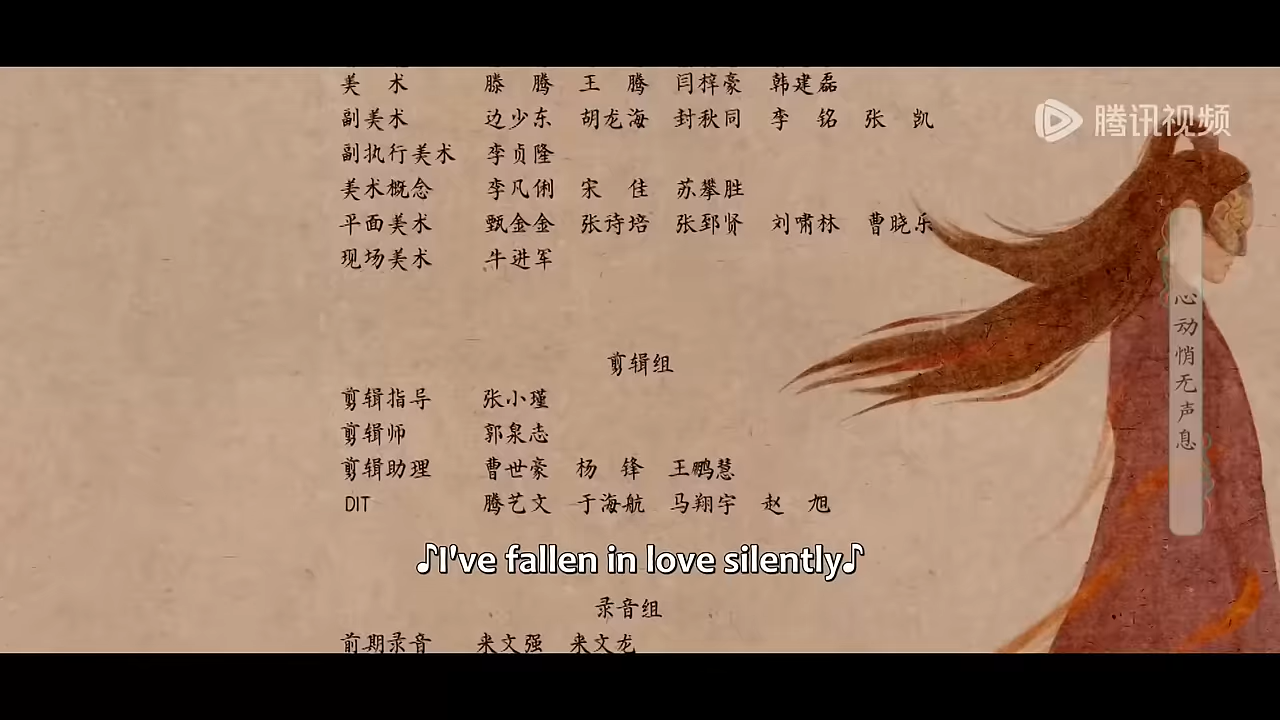 美 术 滕 腾 王 腾 闫梓豪 韩建磊
副美术 边少东 胡龙海 封秋同 李 铭 张 凯
腾讯视频
副执行美术 李贞隆
美术概念 李凡俐 宋 佳 苏攀胜
平面美术 甄金金 张诗培 张郅贤 刘啸林 曹晓乐
现场美术 牛进军
心动悄无声息
剪辑组
剪辑指导 张小瑾
剪辑师 郭泉志
剪辑助理 曹世豪 杨 锋 王鹏慧
DIT 腾艺文 于海航 马翔宇 赵 旭
♪I've fallen in love silently♪
录音组
前期录音 来文强 来文龙